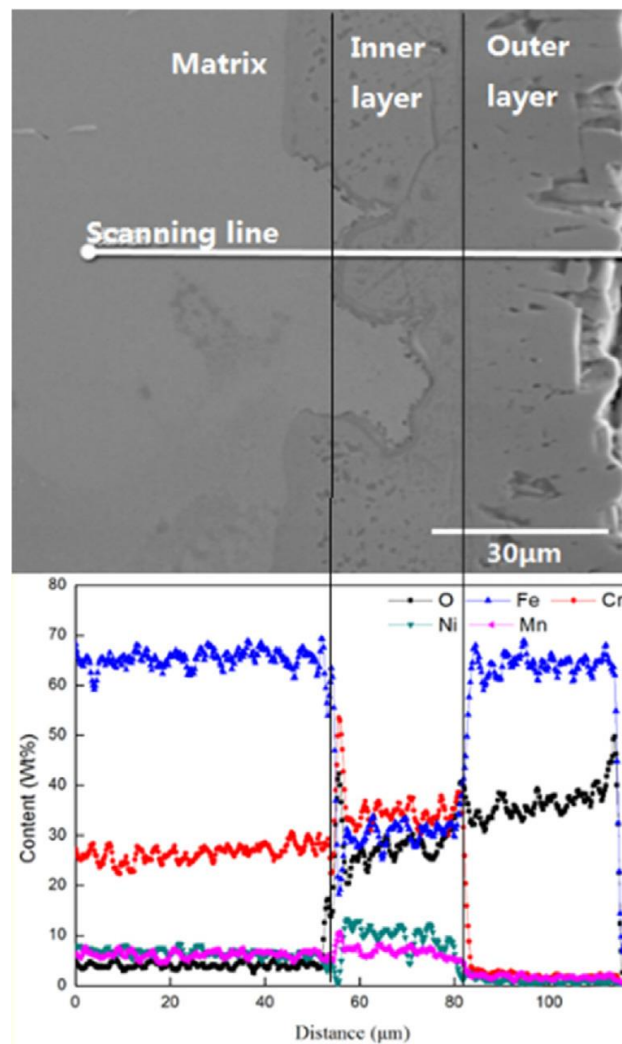 Matrix
Inner
layer
Outer
layer
Scanning line
30μm
80
70
60
50
40
30
20
10
0
Content (Wt%)
O Fe Cr
Ni Mn
0 20 40 60 80 100
Distance (μm)